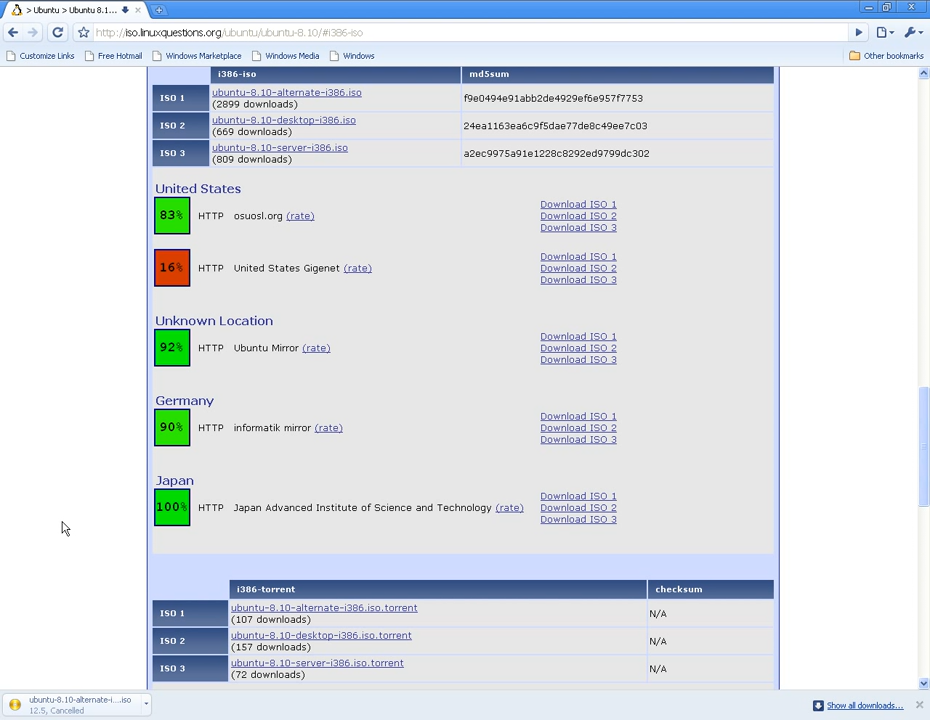 > Ubuntu > Ubuntu 8.1...
http://iso.linuxquestions.org/ubuntu/ubuntu-8.10/#i386-iso
Customize Links Free Hotmail Windows Marketplace Windows Media Windows Other bookmarks
i386-iso md5sum
ISO 1 ubuntu-8.10-alternate-i386.iso f9e0494e91abb2de4929ef6e957f7753
(2899 downloads)
ISO 2 ubuntu-8.10-desktop-i386.iso 24ea1163ea6c9f5dae77de8c49ee7c03
(669 downloads)
ISO 3 ubuntu-8.10-server-i386.iso a2ec9975a91e1228c8292ed9799dc302
(809 downloads)
United States
83% HTTP osuosl.org (rate)
Download ISO 1
Download ISO 2
Download ISO 3
16% HTTP United States Gigenet (rate)
Download ISO 1
Download ISO 2
Download ISO 3
Unknown Location
92% HTTP Ubuntu Mirror (rate)
Download ISO 1
Download ISO 2
Download ISO 3
Germany
90% HTTP informatik mirror (rate)
Download ISO 1
Download ISO 2
Download ISO 3
Japan
100% HTTP Japan Advanced Institute of Science and Technology (rate)
Download ISO 1
Download ISO 2
Download ISO 3
i386-torrent checksum
ISO 1 ubuntu-8.10-alternate-i386.iso.torrent N/A
(107 downloads)
ISO 2 ubuntu-8.10-desktop-i386.iso.torrent N/A
(157 downloads)
ISO 3 ubuntu-8.10-server-i386.iso.torrent N/A
(72 downloads)
ubuntu-8.10-alternate-i....iso
12.5, Cancelled
Show all downloads...